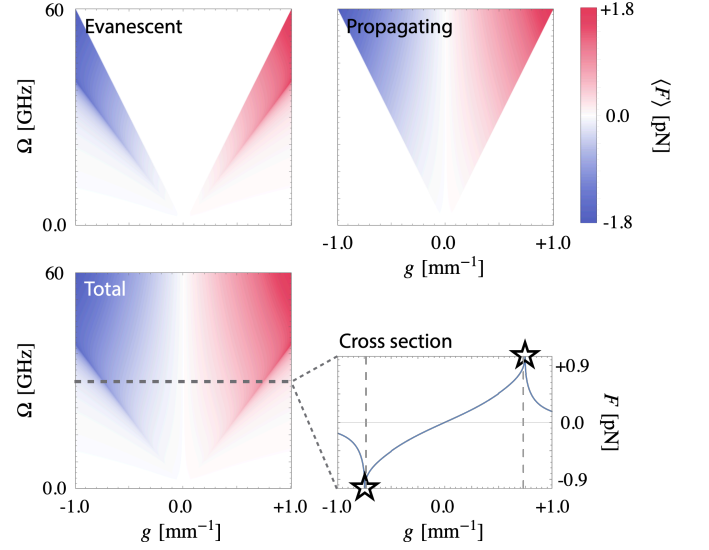 60
Evanescent
Ω [GHz]
0.0
Propagating
-1.0 0.0 +1.0
g [mm⁻¹]
+1.8
0.0
-1.8
⟨F⟩ [pN]
60
Total
Ω [GHz]
0.0
-1.0 0.0 +1.0
g [mm⁻¹]
Cross section
+0.9
0.0
-0.9
F [pN]
-1.0 0.0 +1.0
g [mm⁻¹]